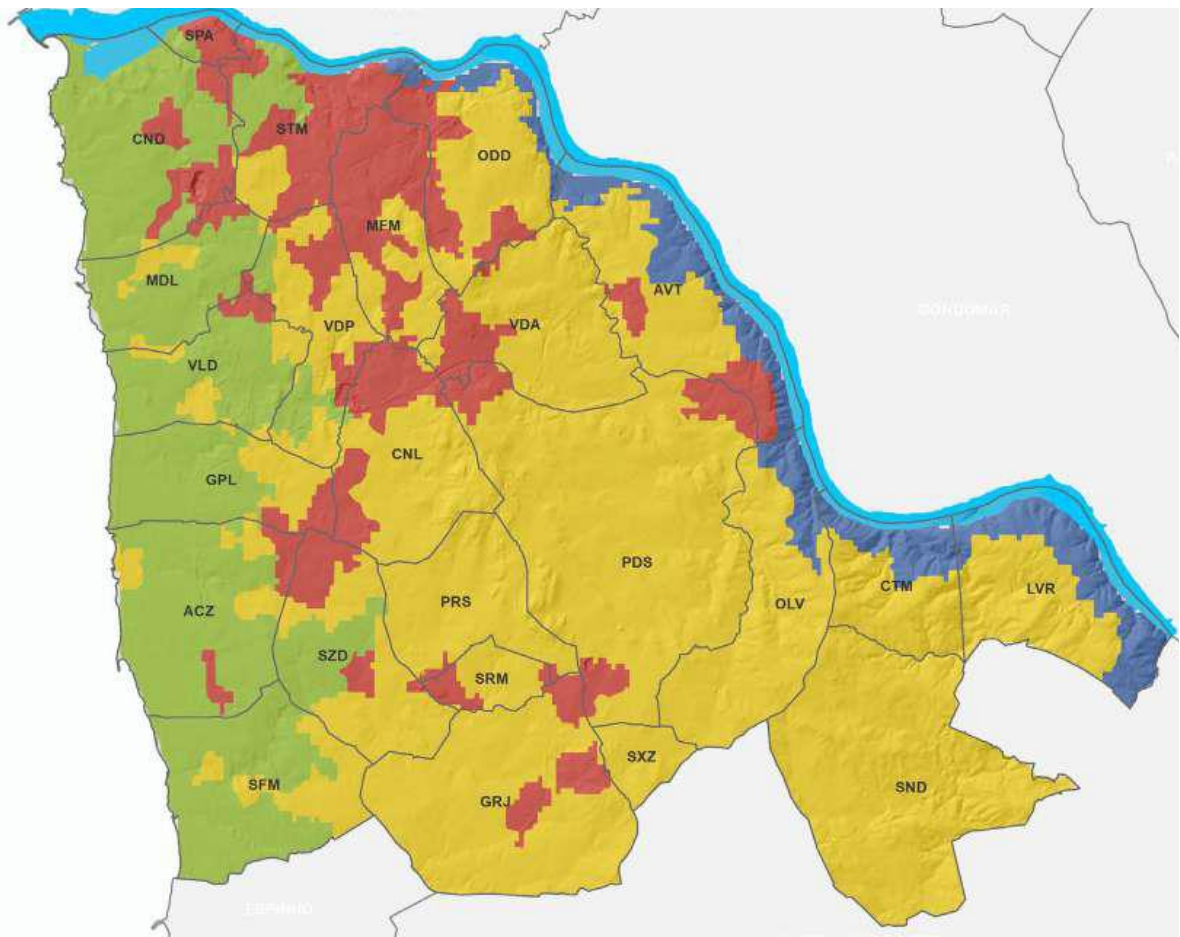 SPA
CND
STM
ODD
MFM
MDL
AVT
GONDOMAR
VDP
VDA
VLD
CNL
GPL
PDS
CTM
LVR
PRS
OLV
ACZ
SZD
SRM
SXZ
SFM
SND
GRJ
ESPINHO